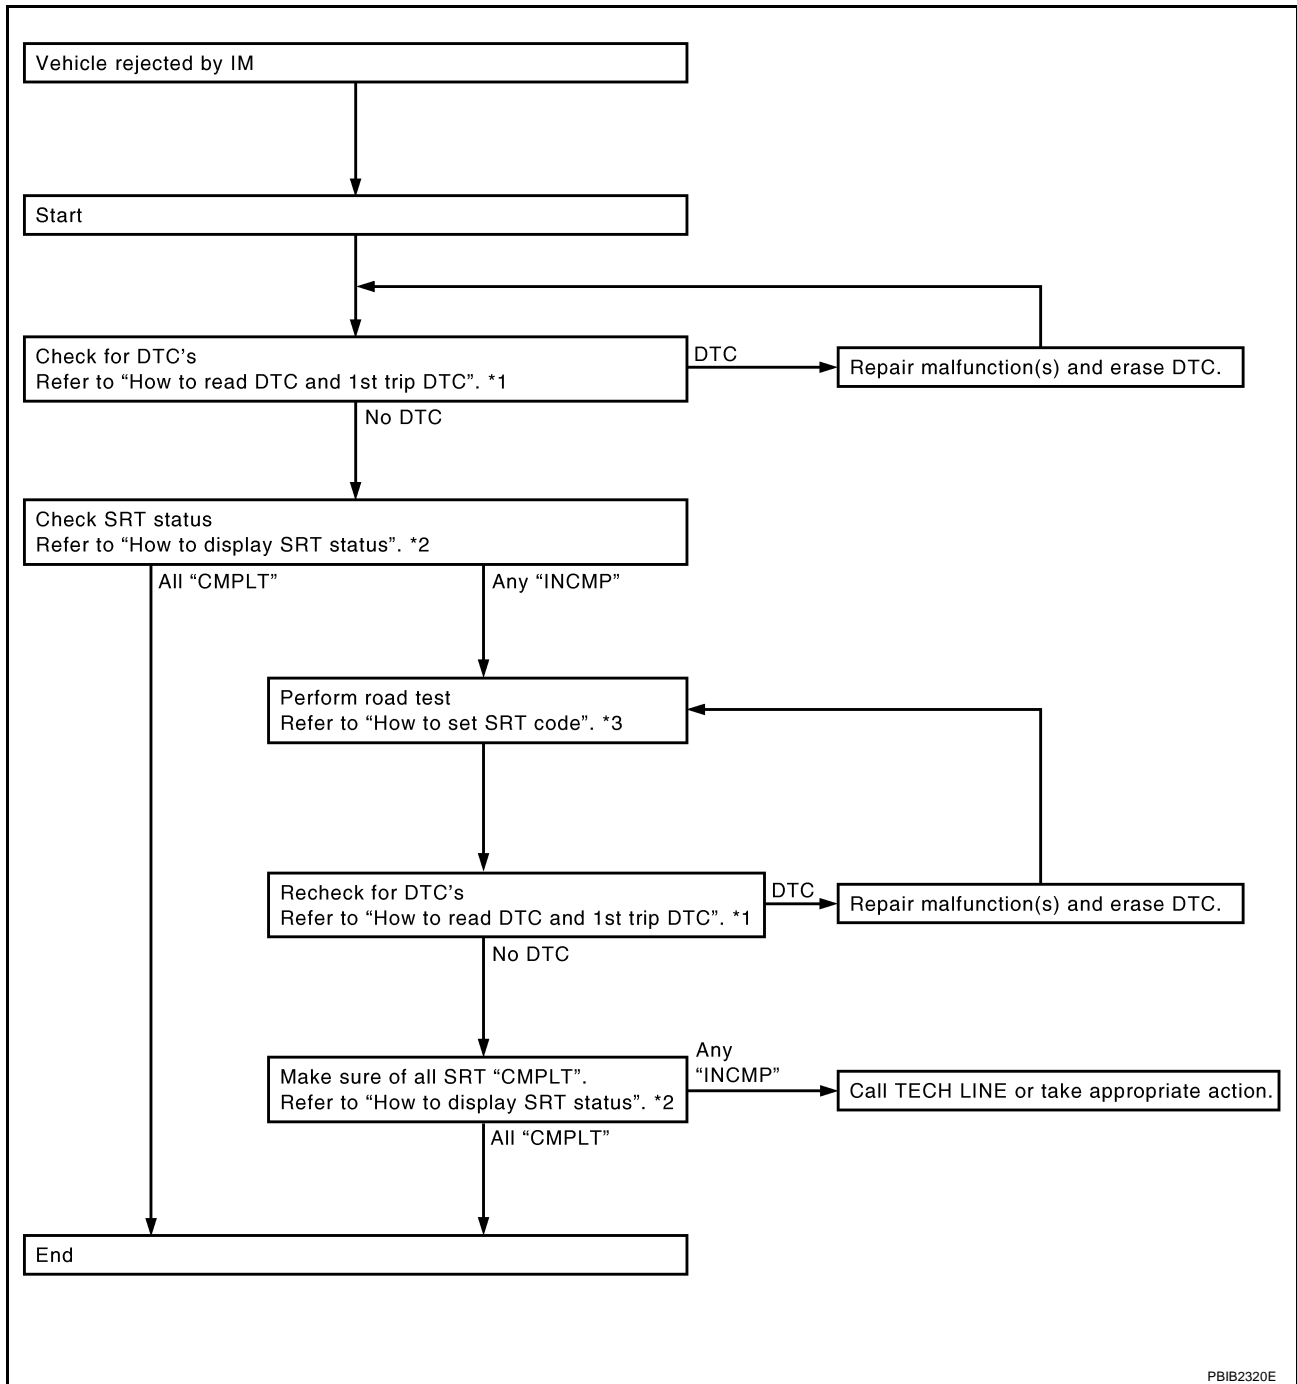 Vehicle rejected by IM
Start
Check for DTC’s
Refer to “How to read DTC and 1st trip DTC”. *1
DTC
Repair malfunction(s) and erase DTC.
No DTC
Check SRT status
Refer to “How to display SRT status”. *2
All “CMPLT”
Any “INCMP”
Perform road test
Refer to “How to set SRT code”. *3
Recheck for DTC’s
Refer to “How to read DTC and 1st trip DTC”. *1
DTC
Repair malfunction(s) and erase DTC.
No DTC
Make sure of all SRT “CMPLT”.
Refer to “How to display SRT status”. *2
Any
“INCMP”
Call TECH LINE or take appropriate action.
All “CMPLT”
End
PBIB2320E